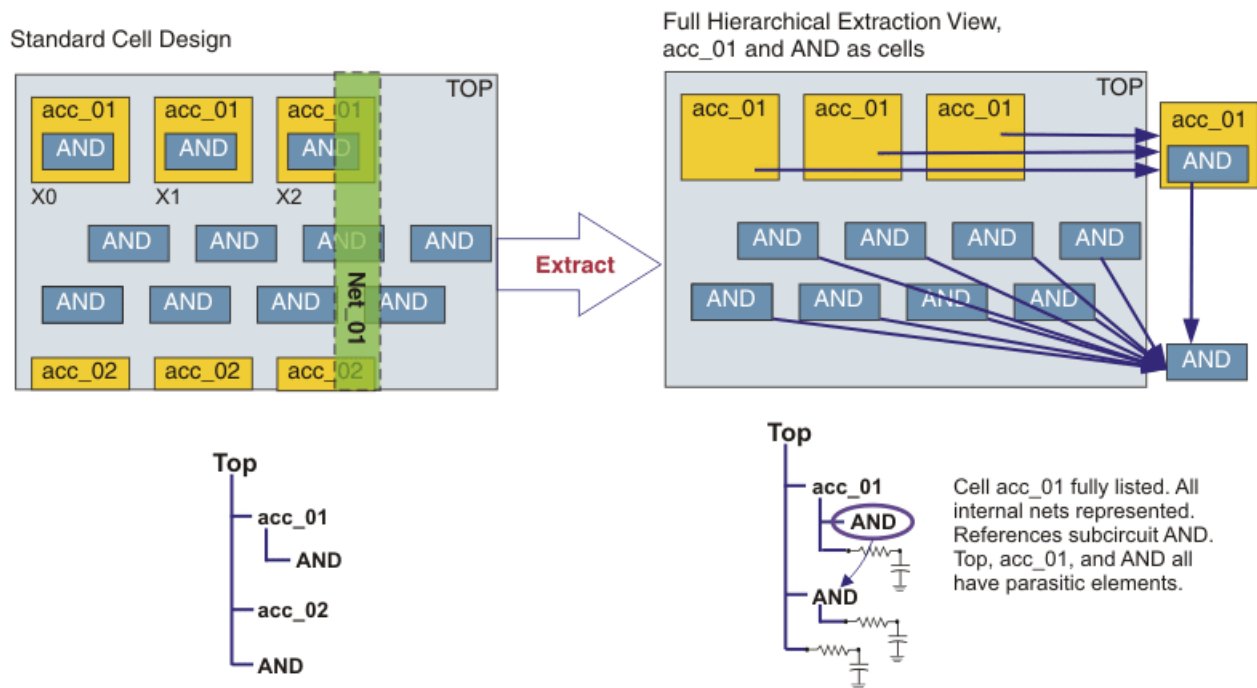 Standard Cell Design
Full Hierarchical Extraction View,
acc_01 and AND as cells
TOP
acc_01 acc_01 acc_01
AND AND AND
X0 X1 X2
AND AND AND AND
AND AND AND AND
Net_01
acc_02 acc_02 acc_02
Extract
TOP
acc_01 acc_01 acc_01
acc_01
AND
AND AND AND AND
AND AND AND AND
AND
Top
acc_01
AND
acc_02
AND
Top
acc_01
AND
AND
Cell acc_01 fully listed. All
internal nets represented.
References subcircuit AND.
Top, acc_01, and AND all
have parasitic elements.